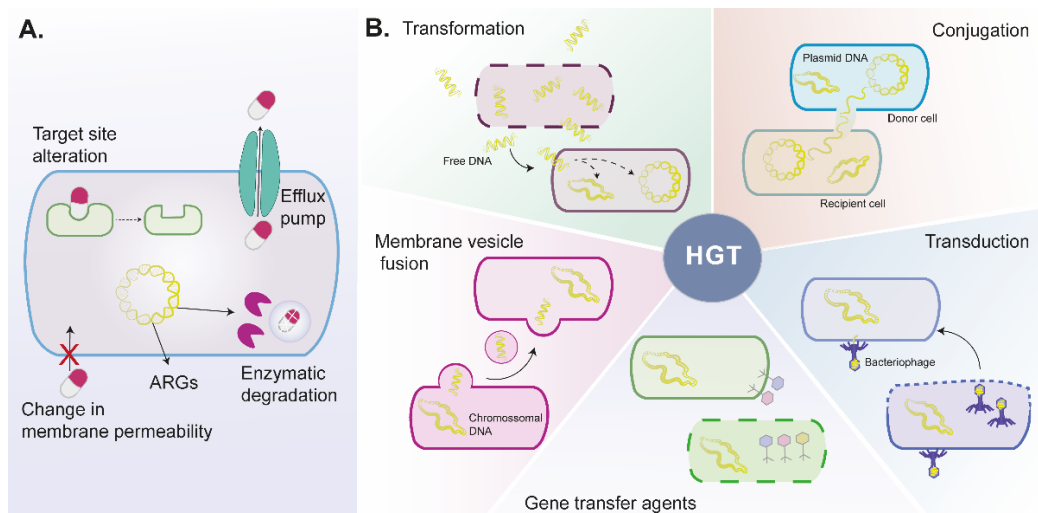 A.
Target site
alteration
Efflux
pump
ARGs
Enzymatic
degradation
Change in
membrane permeability
B.
Transformation
Free DNA
Conjugation
Plasmid DNA
Donor cell
Recipient cell
HGT
Membrane vesicle
fusion
Chromossomal
DNA
Transduction
Bacteriophage
Gene transfer agents